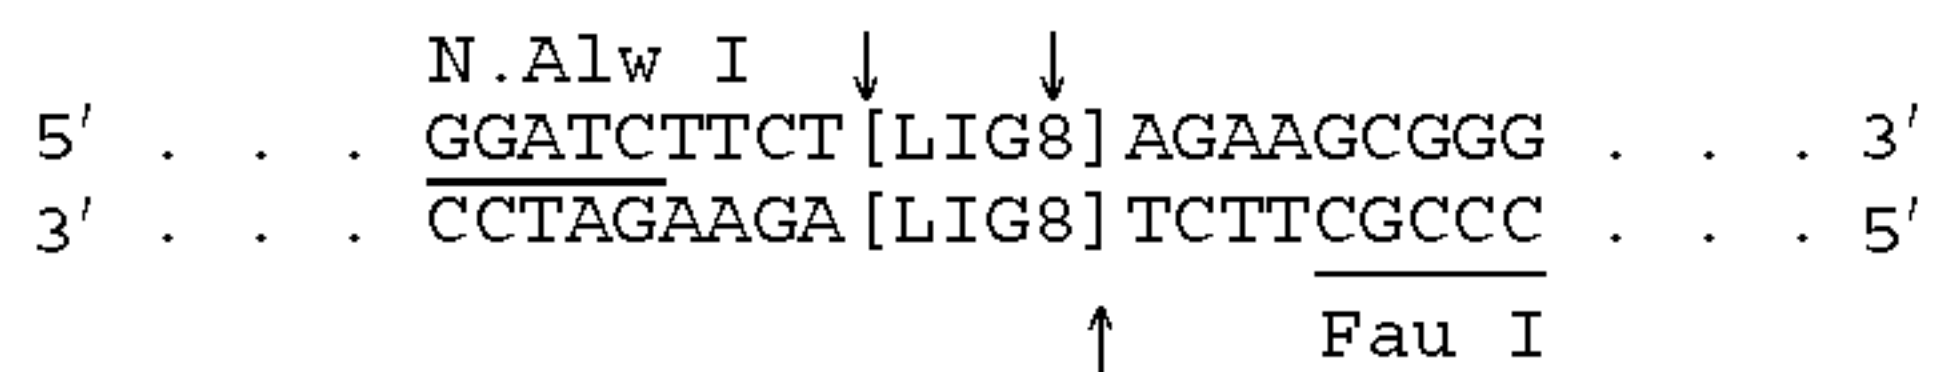 N.Alw I ↓ ↓
5' . . . GGATCTTCT[LIG8]AGAAGCGGG . . . 3'
3' . . . CCTAGAAGA[LIG8]TCTTCGCCC . . . 5'
↑ Fau I